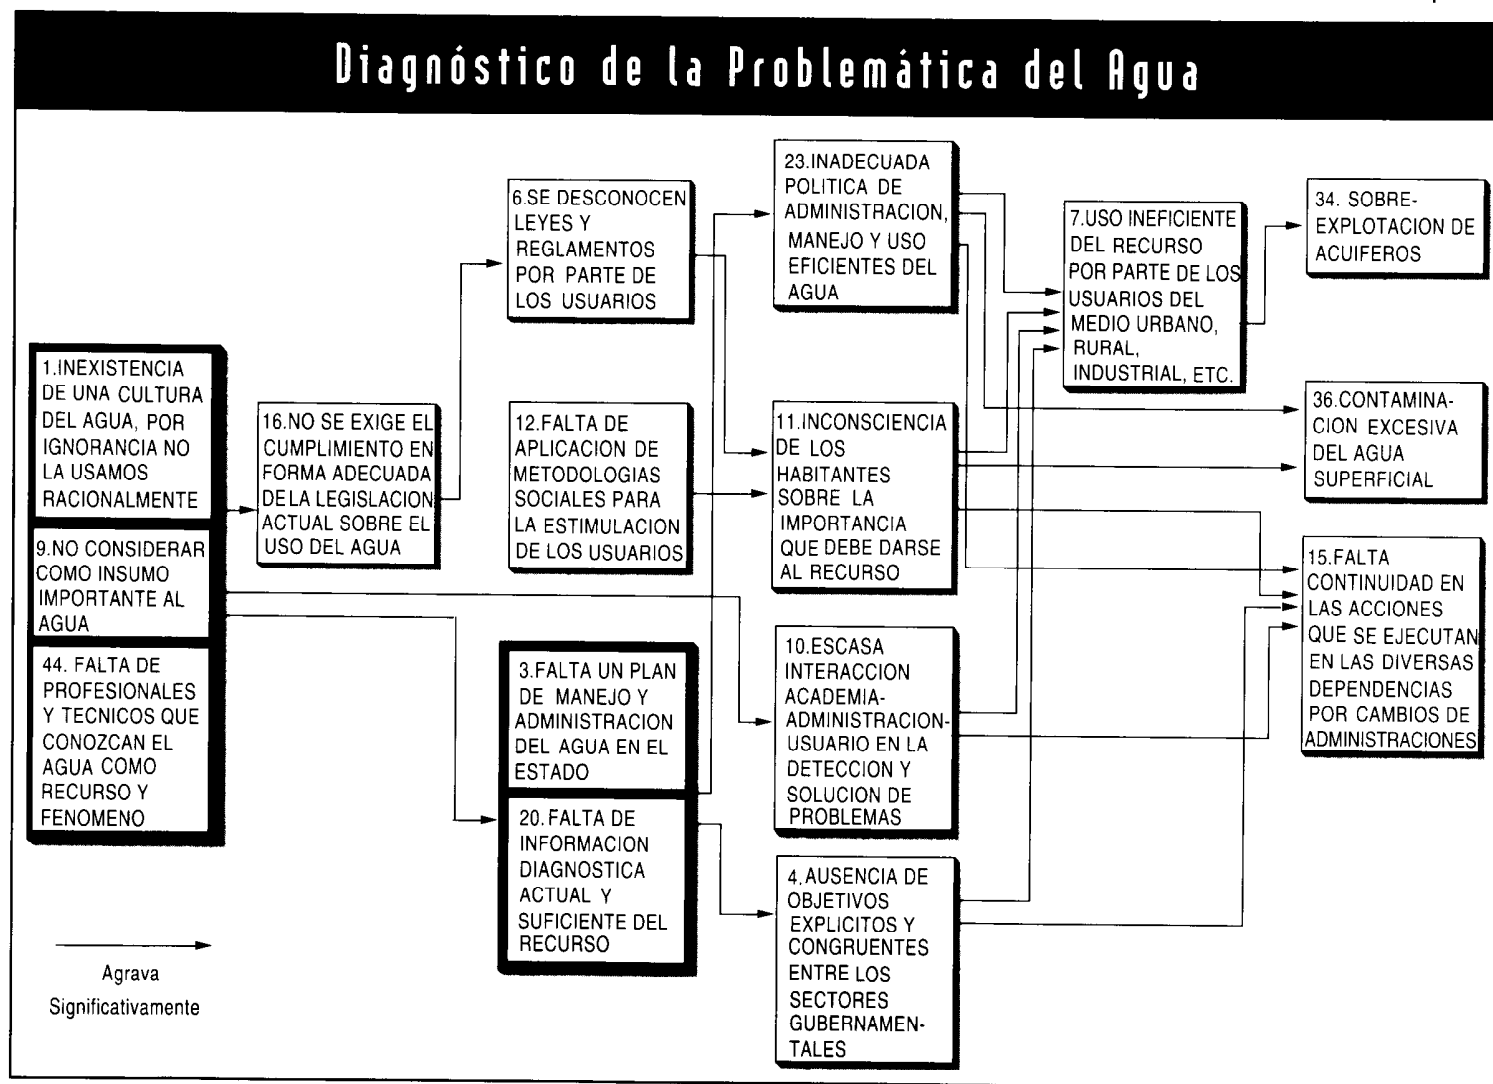 Diagnóstico de la Problemática del Agua
1.INEXISTENCIA
DE UNA CULTURA
DEL AGUA, POR
IGNORANCIA NO
LA USAMOS
RACIONALMENTE
9.NO CONSIDERAR
COMO INSUMO
IMPORTANTE AL
AGUA
44. FALTA DE
PROFESIONALES
Y TECNICOS QUE
CONOZCAN EL
AGUA COMO
RECURSO Y
FENOMENO
16.NO SE EXIGE EL
CUMPLIMIENTO EN
FORMA ADECUADA
DE LA LEGISLACION
ACTUAL SOBRE EL
USO DEL AGUA
6.SE DESCONOCEN
LEYES Y
REGLAMENTOS
POR PARTE DE
LOS USUARIOS
12.FALTA DE
APLICACION DE
METODOLOGIAS
SOCIALES PARA
LA ESTIMULACION
DE LOS USUARIOS
3.FALTA UN PLAN
DE MANEJO Y
ADMINISTRACION
DEL AGUA EN EL
ESTADO
20.FALTA DE
INFORMACION
DIAGNOSTICA
ACTUAL Y
SUFICIENTE DEL
RECURSO
23.INADECUADA
POLITICA DE
ADMINISTRACION,
MANEJO Y USO
EFICIENTES DEL
AGUA
11.INCONSCIENCIA
DE LOS
HABITANTES
SOBRE LA
IMPORTANCIA
QUE DEBE DARSE
AL RECURSO
10.ESCASA
INTERACCION
ACADEMIA-
ADMINISTRACION-
USUARIO EN LA
DETECCION Y
SOLUCION DE
PROBLEMAS
4.AUSENCIA DE
OBJETIVOS
EXPLICITOS Y
CONGRUENTES
ENTRE LOS
SECTORES
GUBERNAMEN-
TALES
7.USO INEFICIENTE
DEL RECURSO
POR PARTE DE LOS
USUARIOS DEL
MEDIO URBANO,
RURAL,
INDUSTRIAL, ETC.
34. SOBRE-
EXPLOTACION DE
ACUIFEROS
36.CONTAMINA-
CION EXCESIVA
DEL AGUA
SUPERFICIAL
15.FALTA
CONTINUIDAD EN
LAS ACCIONES
QUE SE EJECUTAN
EN LAS DIVERSAS
DEPENDENCIAS
POR CAMBIOS DE
ADMINISTRACIONES
Agrava
Significativamente